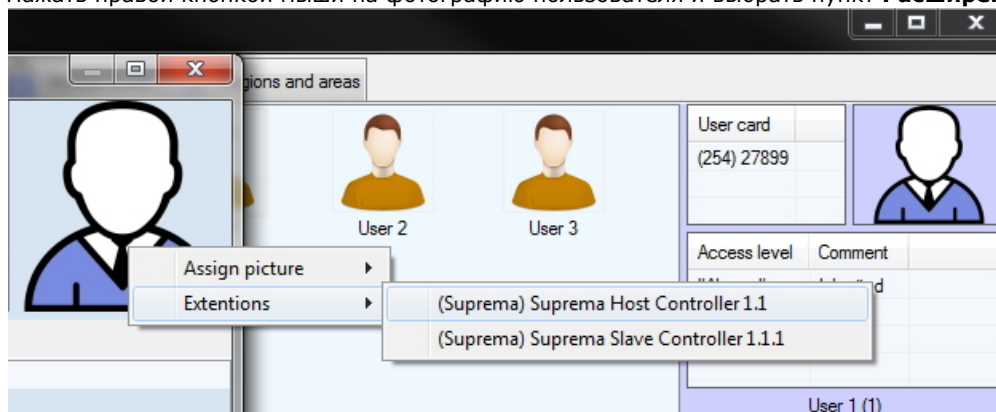 Нажать правой кнопкой мыши на фотографию пользователя и выбрать пункт
gions and areas
User card
(254) 27899
User 2
User 3
Access level Comment
Assign picture
Extentions
(Suprema) Suprema Host Controller 1.1
(Suprema) Suprema Slave Controller 1.1.1
User 1 (1)